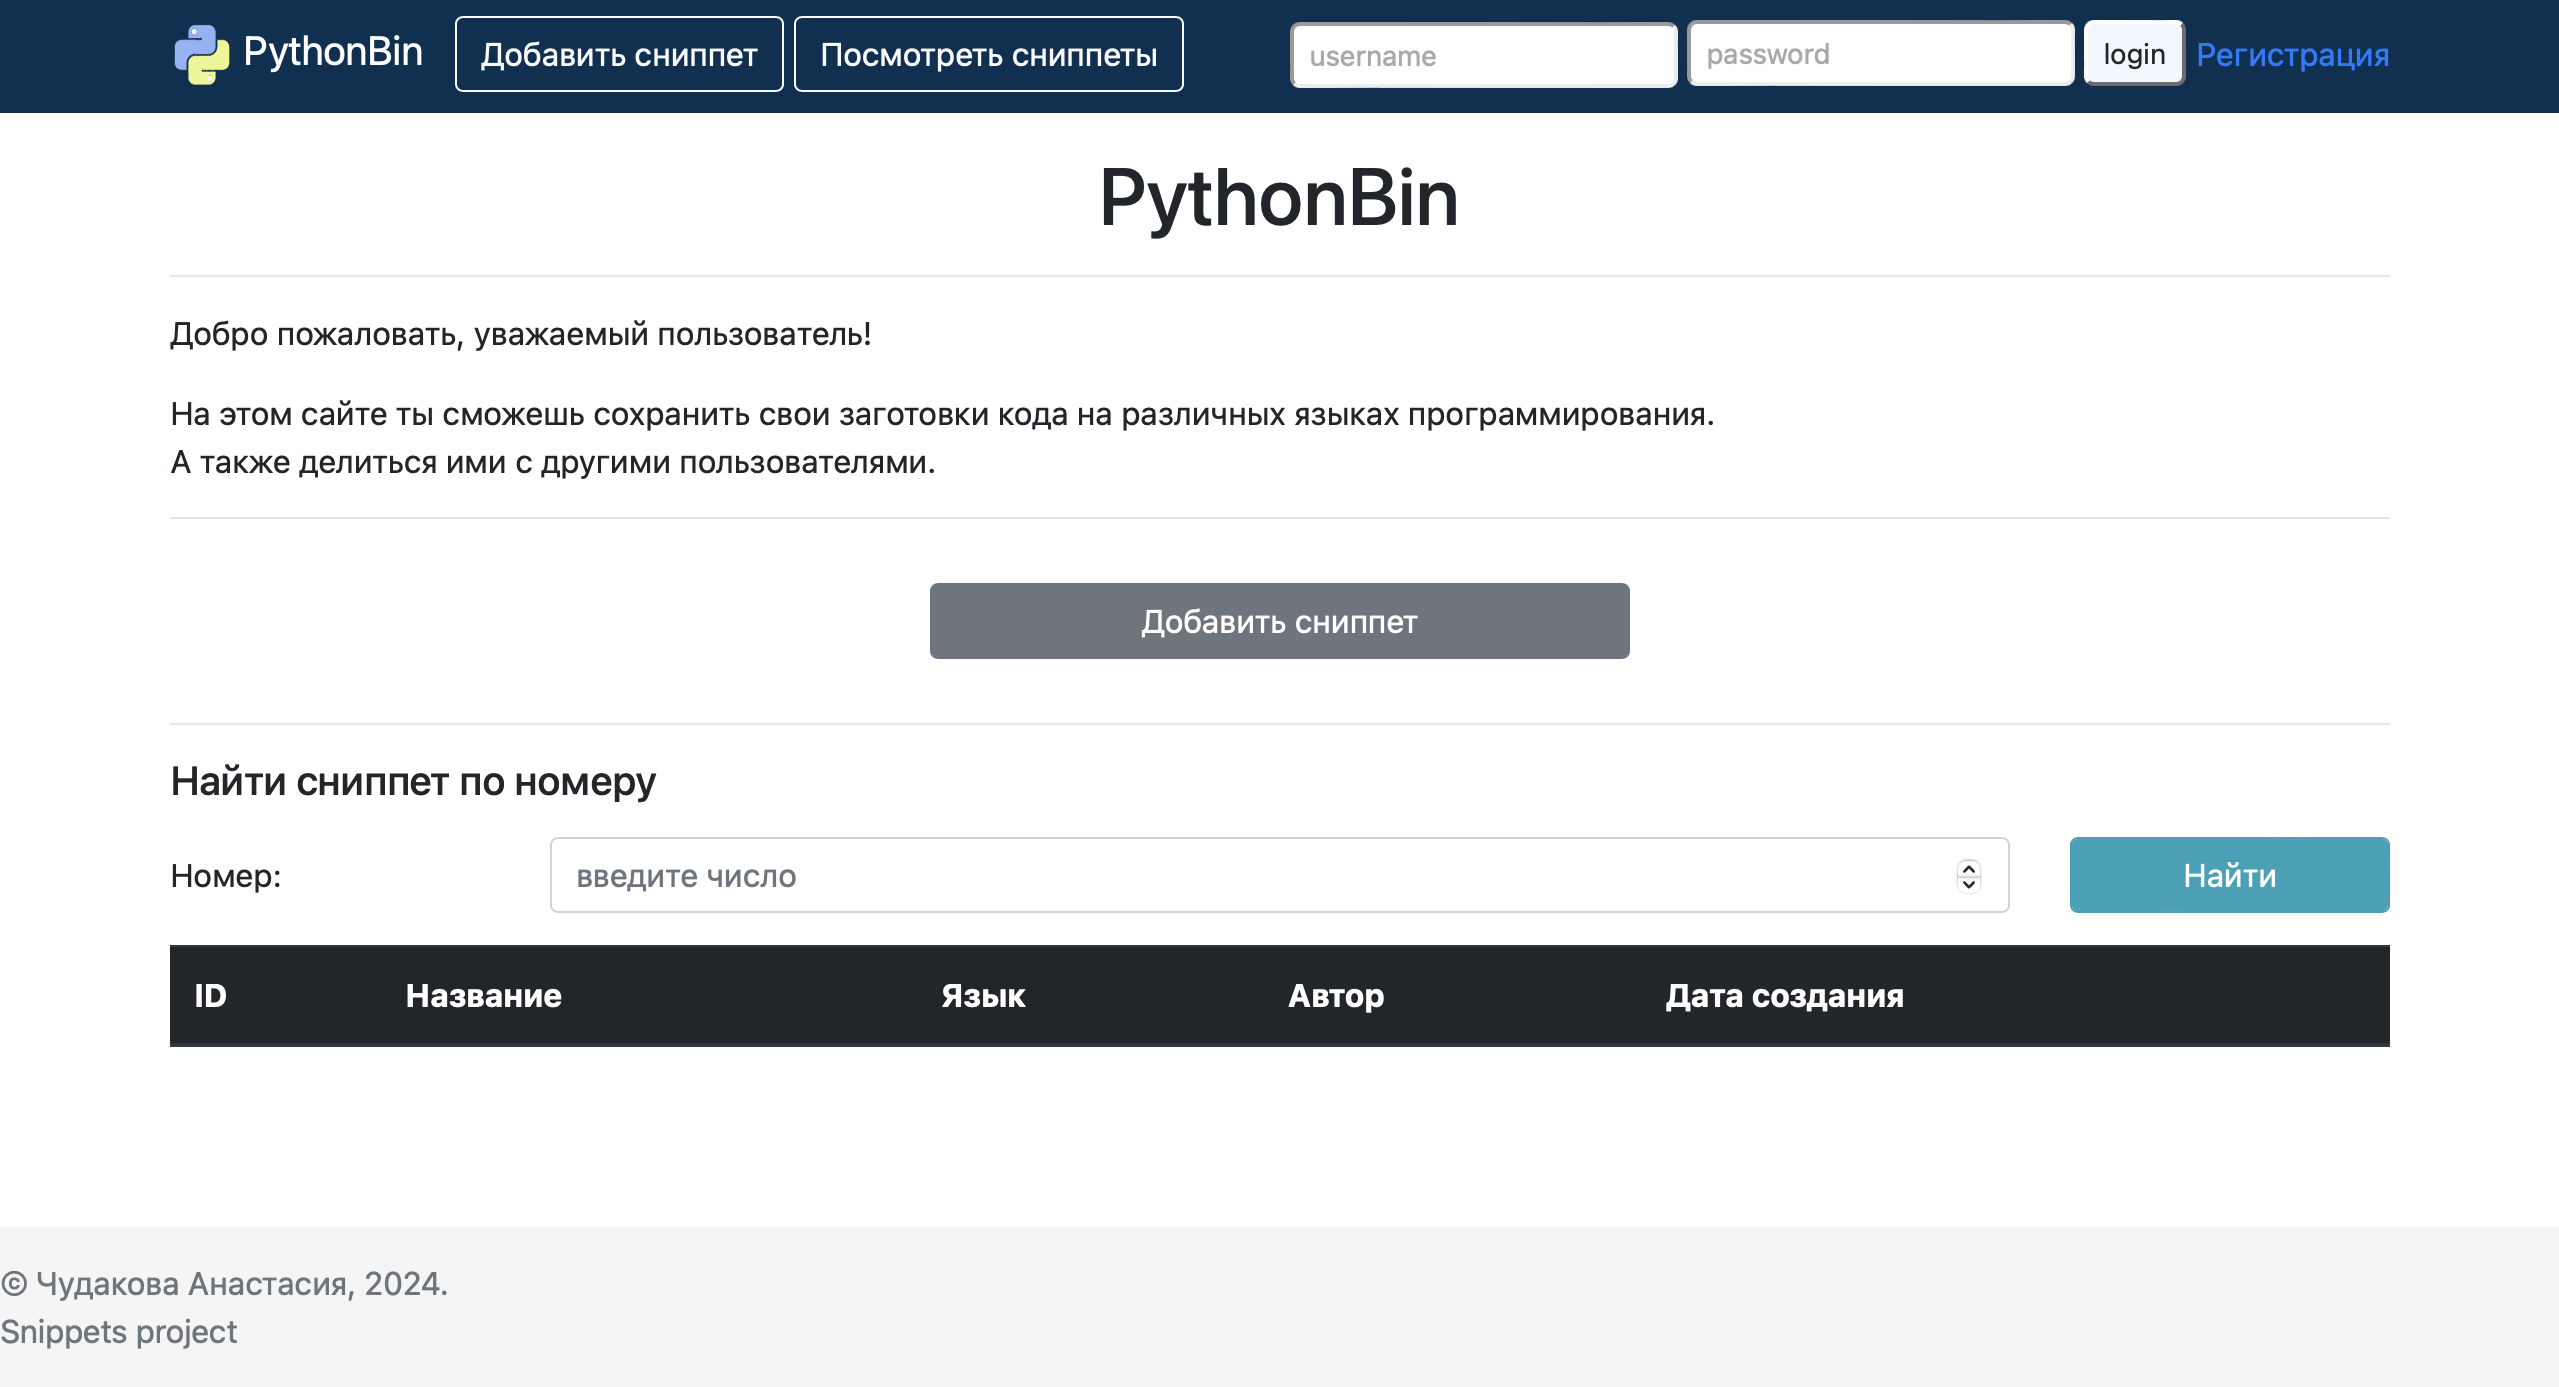 PythonBin
Добавить сниппет
Посмотреть сниппеты
username
password
login
Регистрация
PythonBin
Добро пожаловать, уважаемый пользователь!
На этом сайте ты сможешь сохранить свои заготовки кода на различных языках программирования.
А также делиться ими с другими пользователями.
Добавить сниппет
Найти сниппет по номеру
Номер:
введите число
Найти
ID
Название
Язык
Автор
Дата создания
© Чудакова Анастасия, 2024.
Snippets project